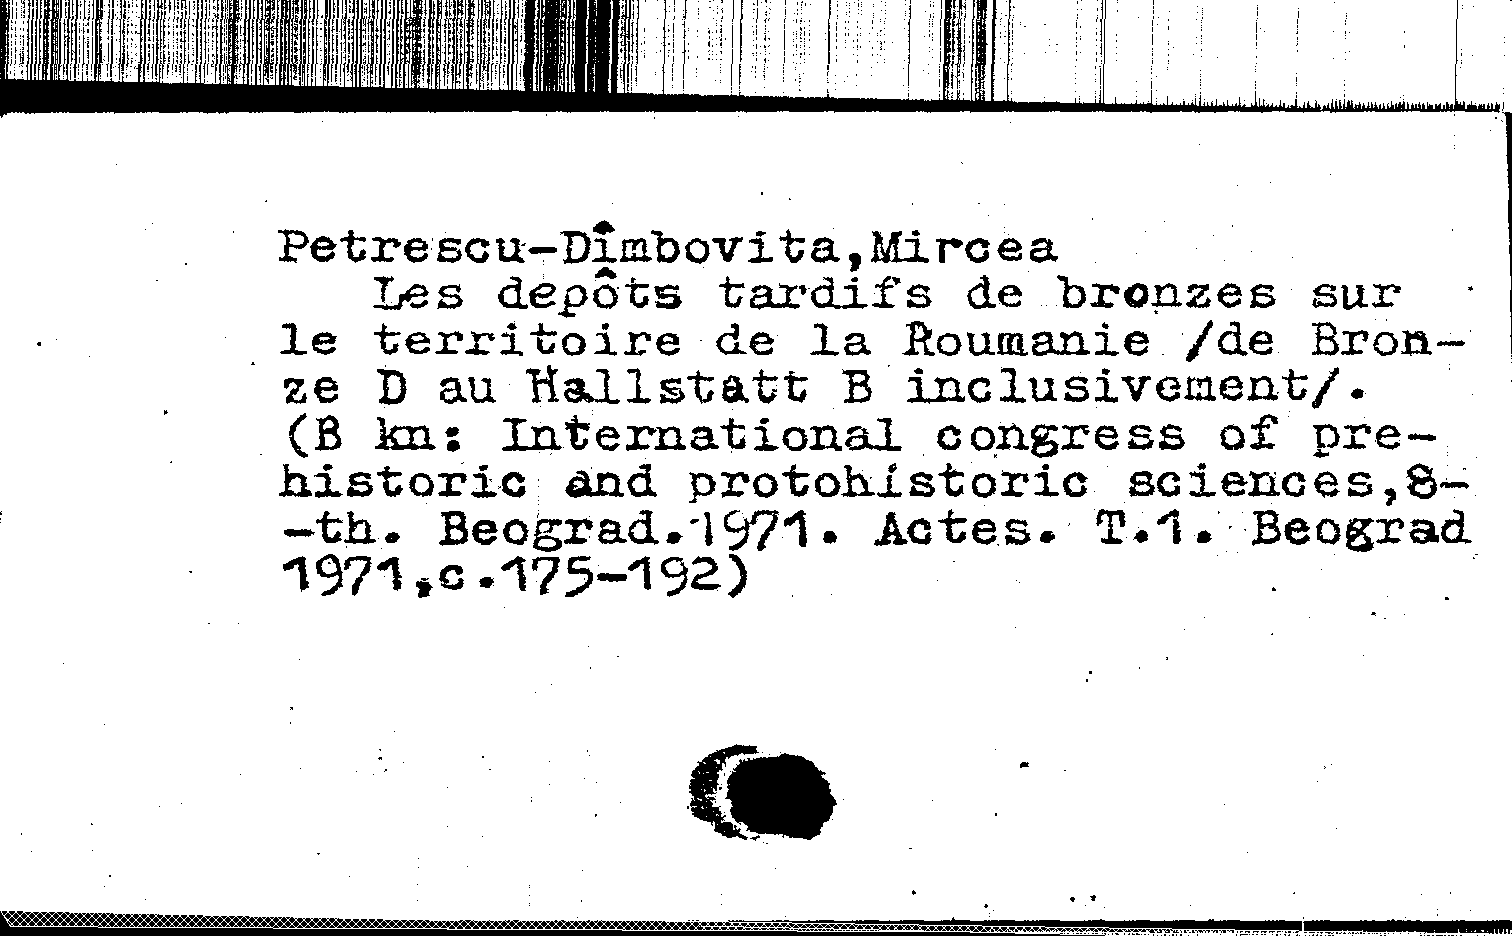 Petrescu-Dîmbovita,Mircea
Les depôts tardifs de bronzes sur
le territoire de la Roumanie /de Bron-
ze D au Hallstatt B inclusivement/.
(В кн: International congress of pre-
historic and protohistoric sciences,8-
-th. Beograd.1971. Actes. T.1. Beograd
1971,с.175-192)